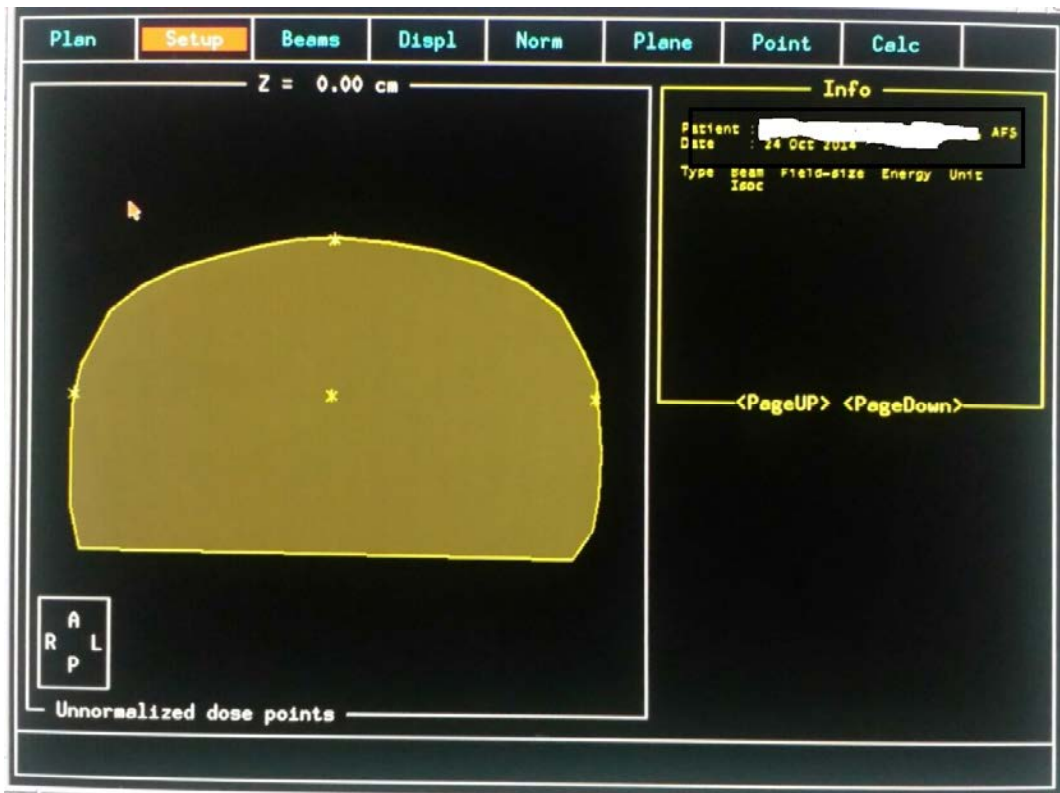 Plan Setup Beams Displ Norm Plane Point Calc
Z = 0.00 cm
Info
Patient : AFS
Date : 24 Oct 2014
Type Beam Field-size Energy Unit
Isoc
<PageUP> <PageDown>
A
R L
P
Unnormalized dose points